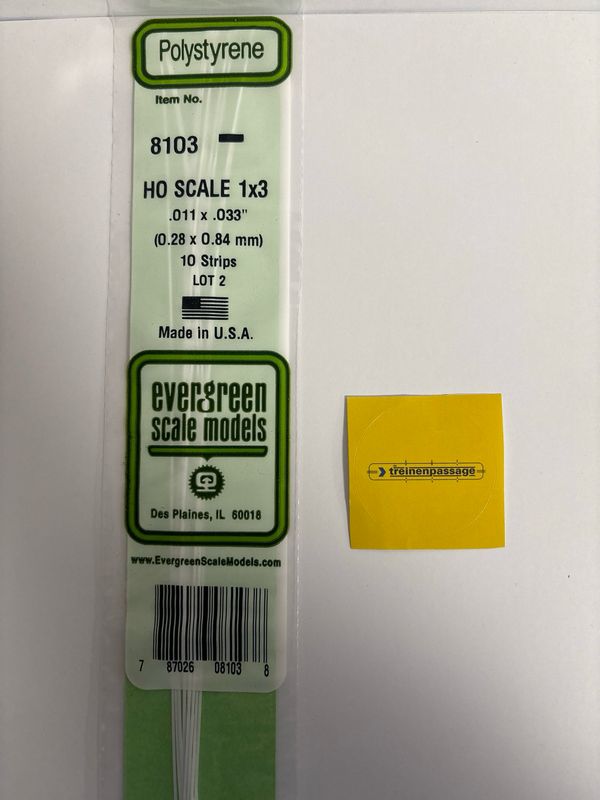 Polystyrene
Item No.
8103
HO SCALE 1x3
.011 x .033"
(0.28 x 0.84 mm)
10 Strips
LOT 2
Made in U.S.A.
evergreen
scale models
Des Plaines, IL 60018
www.EvergreenScaleModels.com
7 87026 08103 8
treinenpassage